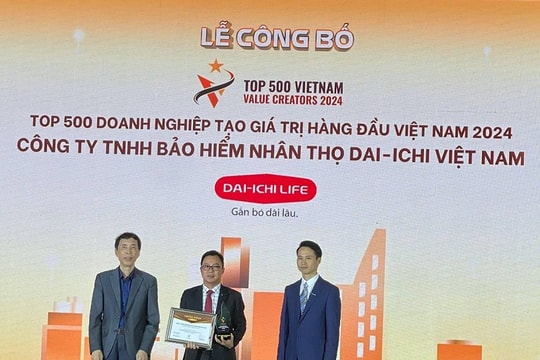 LỄ CÔNG BỐ
TOP 500 VIETNAM
VALUE CREATORS 2024
TOP 500 DOANH NGHIỆP TẠO GIÁ TRỊ HÀNG ĐẦU VIỆT NAM 2024
CÔNG TY TNHH BẢO HIỂM NHÂN THỌ DAI-ICHI VIỆT NAM
DAI-ICHI LIFE
Gắn bó dài lâu.